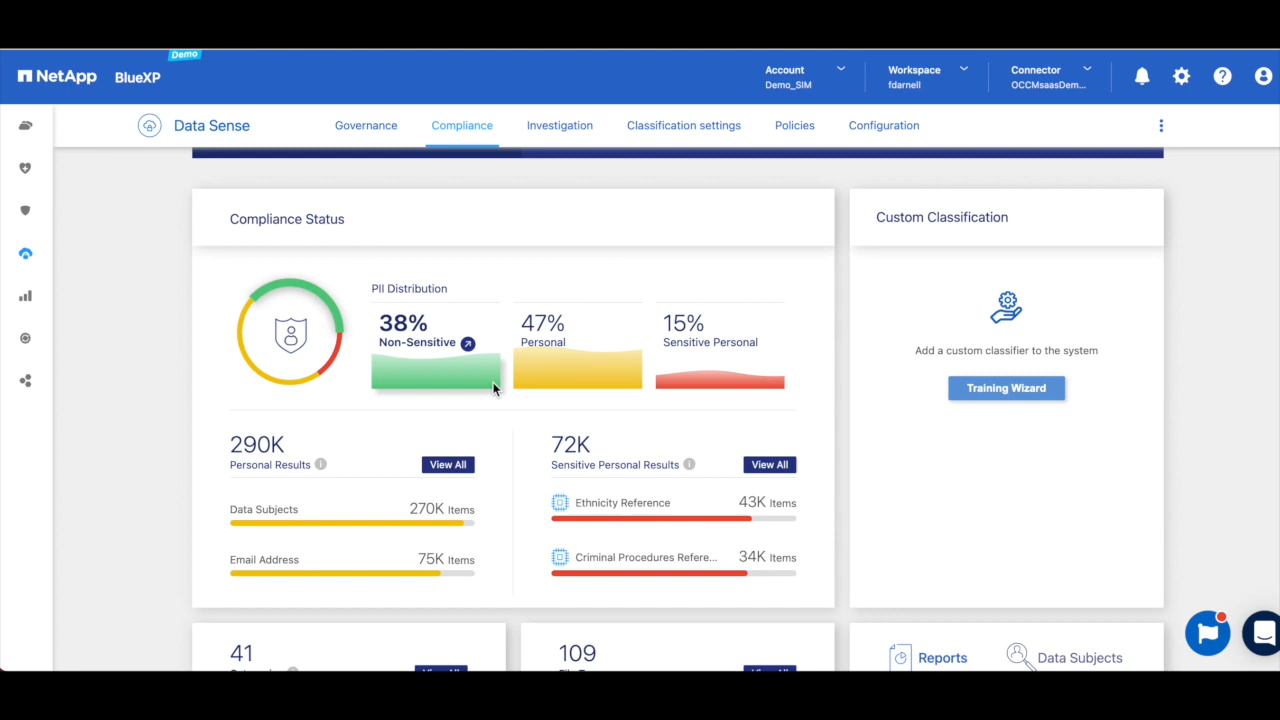 Demo
NetApp BlueXP
Account
Demo_SIM
Workspace
fdarnell
Connector
OCCMsaasDem...
Data Sense
Governance
Compliance
Investigation
Classification settings
Policies
Configuration
Compliance Status
PII Distribution
38%
Non-Sensitive
47%
Personal
15%
Sensitive Personal
290K
Personal Results
View All
Data Subjects
270K Items
Email Address
75K Items
72K
Sensitive Personal Results
View All
Ethnicity Reference
43K Items
Criminal Procedures Refere...
34K Items
Custom Classification
Add a custom classifier to the system
Training Wizard
41
109
Reports
Data Subjects